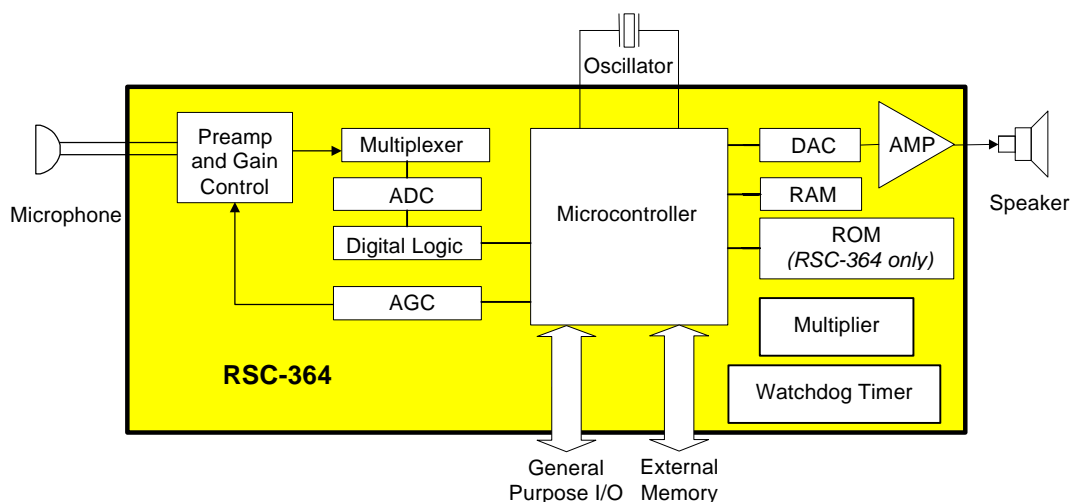 Oscillator
Preamp
and Gain
Control
Multiplexer
ADC
Digital Logic
AGC
Microphone
Microcontroller
DAC
AMP
RAM
ROM
(RSC-364 only)
Multiplier
Watchdog Timer
Speaker
RSC-364
General
Purpose I/O
External
Memory